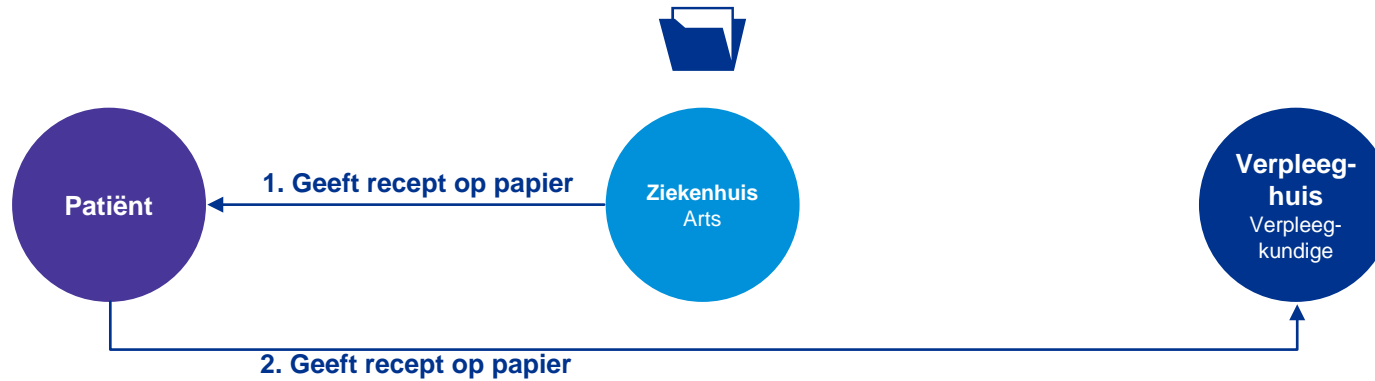 1. Geeft recept op papier
Patiënt
Ziekenhuis
Arts
Verpleeg-
huis
Verpleeg-
kundige
2. Geeft recept op papier